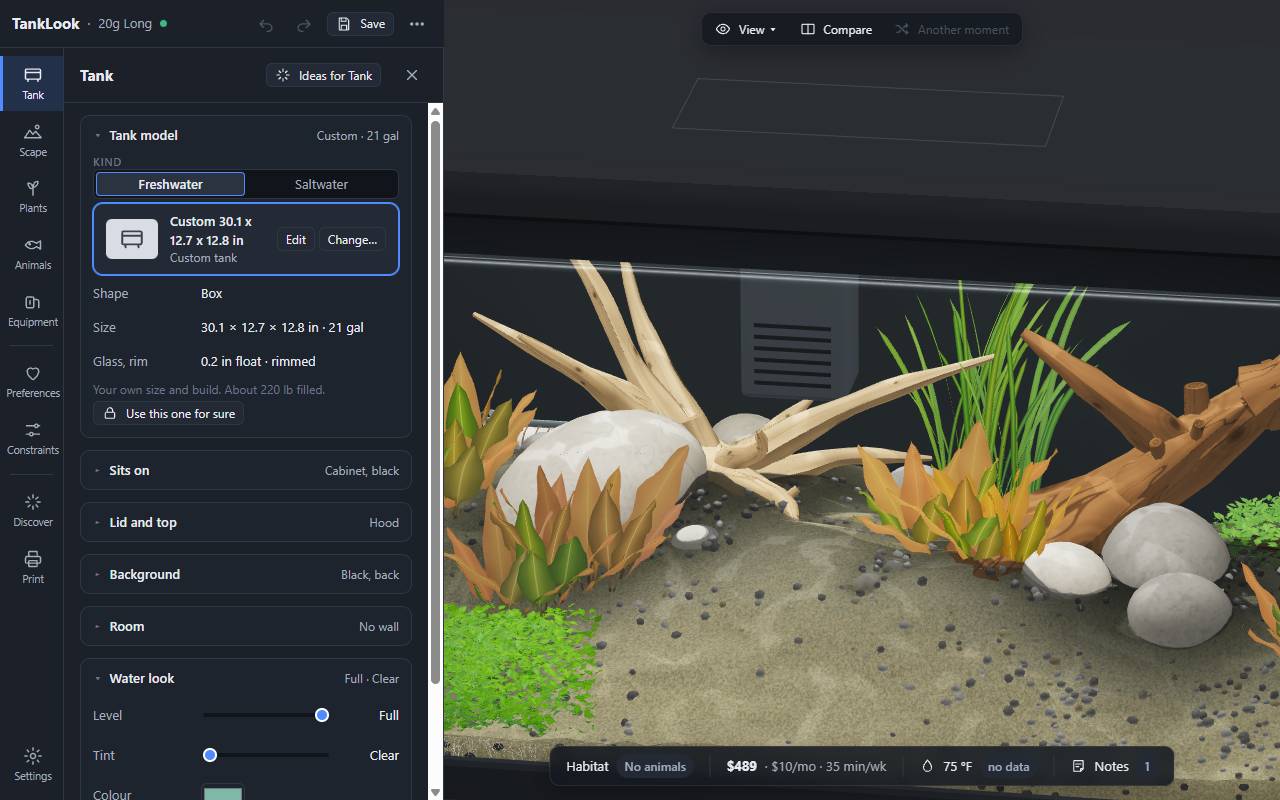 TankLook · 20g Long
Save
View
Compare
Another moment
Tank
Scape
Plants
Animals
Equipment
Preferences
Constraints
Discover
Print
Settings
Tank
Ideas for Tank
Tank model
Custom · 21 gal
KIND
Freshwater
Saltwater
Custom 30.1 x
12.7 x 12.8 in
Custom tank
Edit
Change...
Shape
Box
Size
30.1 × 12.7 × 12.8 in · 21 gal
Glass, rim
0.2 in float · rimmed
Your own size and build. About 220 lb filled.
Use this one for sure
Sits on
Cabinet, black
Lid and top
Hood
Background
Black, back
Room
No wall
Water look
Full · Clear
Level
Full
Tint
Clear
Colour
Habitat
No animals
$489 · $10/mo · 35 min/wk
75 °F
no data
Notes
1